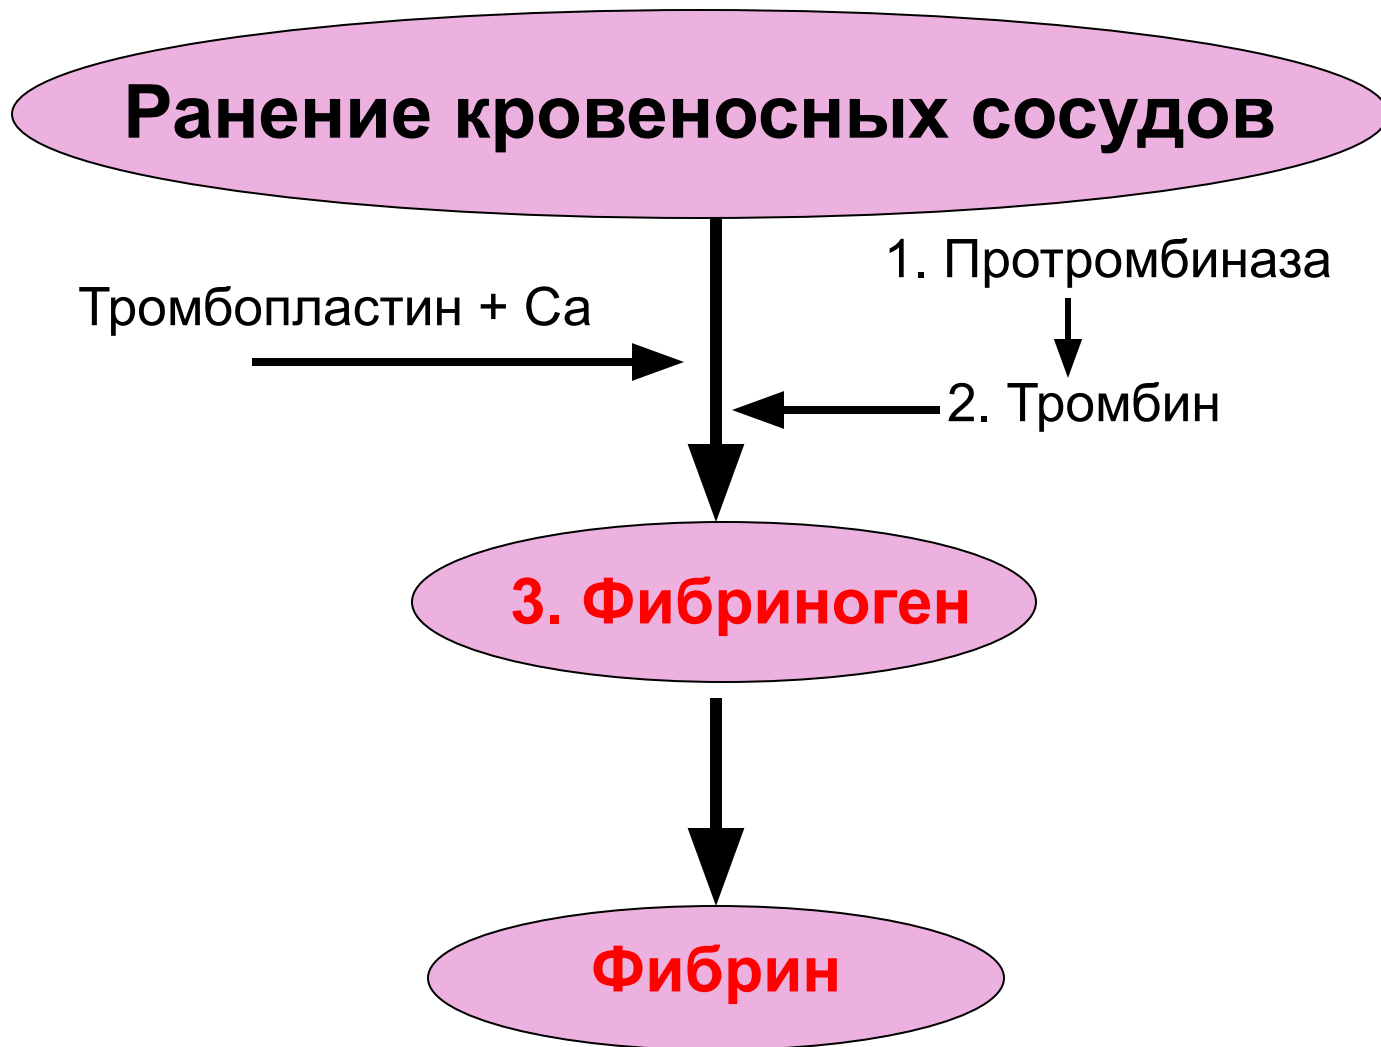 Ранение кровеносных сосудов
1. Протромбиназа
Тромбопластин + Са
2. Тромбин
3. Фибриноген
Фибрин